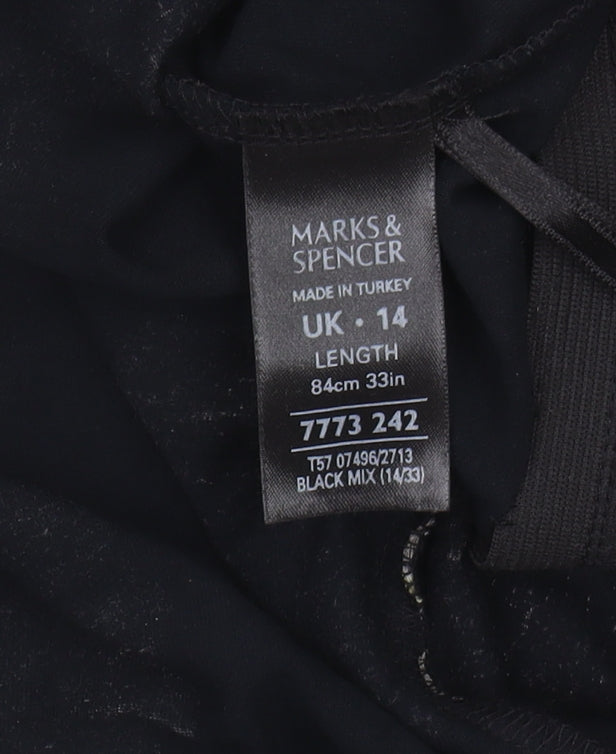 MARKS &
SPENCER
MADE IN TURKEY
UK • 14
LENGTH
84cm 33in
7773 242
T57 07496/2713
BLACK MIX (14/33)